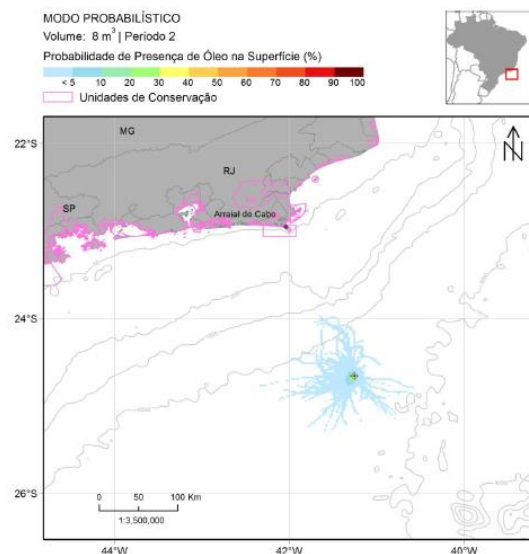 MODO PROBABILÍSTICO
Volume: 8 m³ | Período 2
Probabilidade de Presença de Óleo na Superfície (%)
< 5 10 20 30 40 50 60 70 80 90 100
Unidades de Conservação
22°S
MG
RJ
N
SP
Arraial do Cabo
24°S
26°S
0 50 100 Km
1:3,500,000
44°W 42°W 40°W